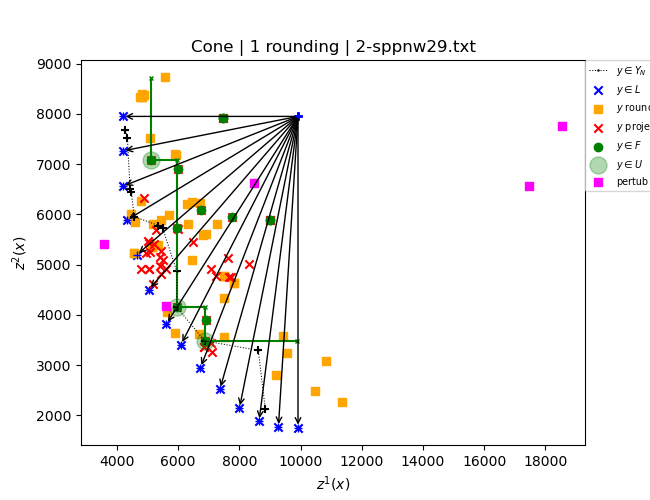 Cone | 1 rounding | 2-sppnw29.txt
9000
8000
7000
6000
5000
4000
3000
2000
z²(x)
4000 6000 8000 10000 12000 14000 16000 18000
z¹(x)
y ∈ Y_N
y ∈ L
y roun
y proje
y ∈ F
y ∈ U
pertub